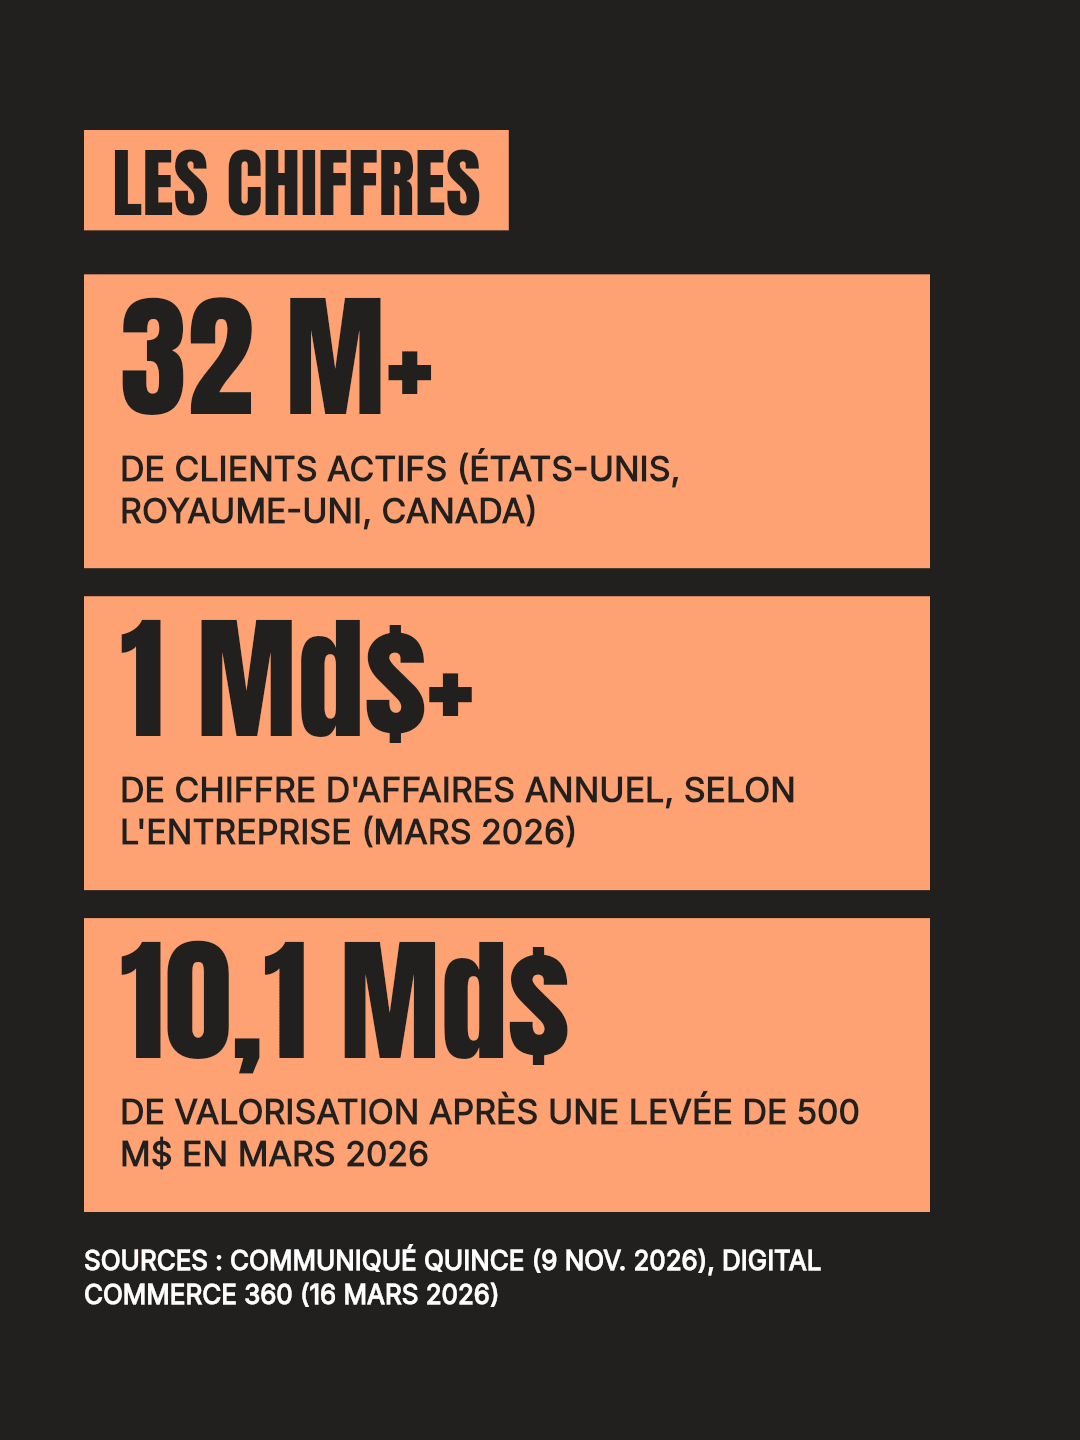 LES CHIFFRES
32 M+
DE CLIENTS ACTIFS (ÉTATS-UNIS,
ROYAUME-UNI, CANADA)
1 Md$+
DE CHIFFRE D'AFFAIRES ANNUEL, SELON
L'ENTREPRISE (MARS 2026)
10,1 Md$
DE VALORISATION APRÈS UNE LEVÉE DE 500
M$ EN MARS 2026
SOURCES : COMMUNIQUÉ QUINCE (9 NOV. 2026), DIGITAL
COMMERCE 360 (16 MARS 2026)